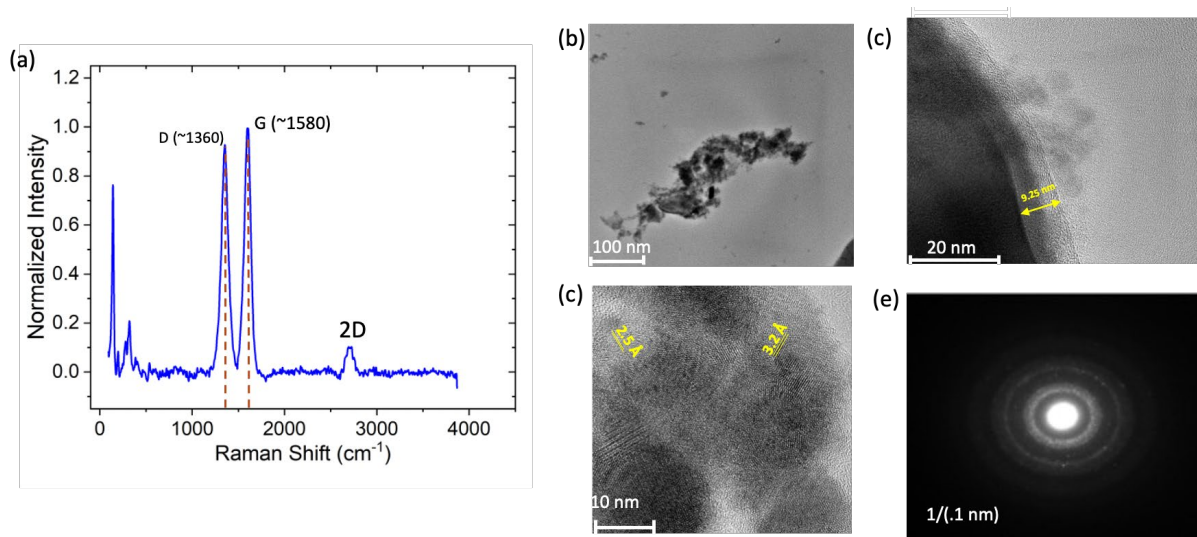 (a)
1.2
1.0
0.8
0.6
0.4
0.2
0.0
Normalized Intensity
D (~1360)
G (~1580)
2D
0
1000
2000
3000
4000
Raman Shift (cm⁻¹)
(b)
100 nm
(c)
9.25 nm
20 nm
(c)
2.5 Å
3.2 Å
10 nm
(e)
1/(.1 nm)